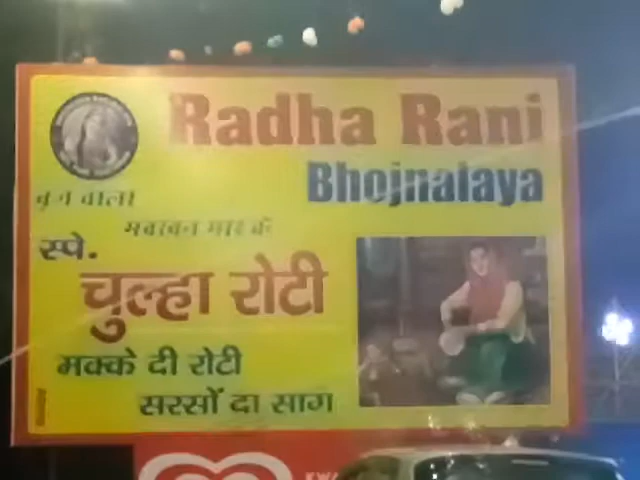 Radha Rani
Bhojnalaya
वाला
मार के
स्पे.
चुल्हा रोटी
मक्के दी रोटी
सरसों दा साग